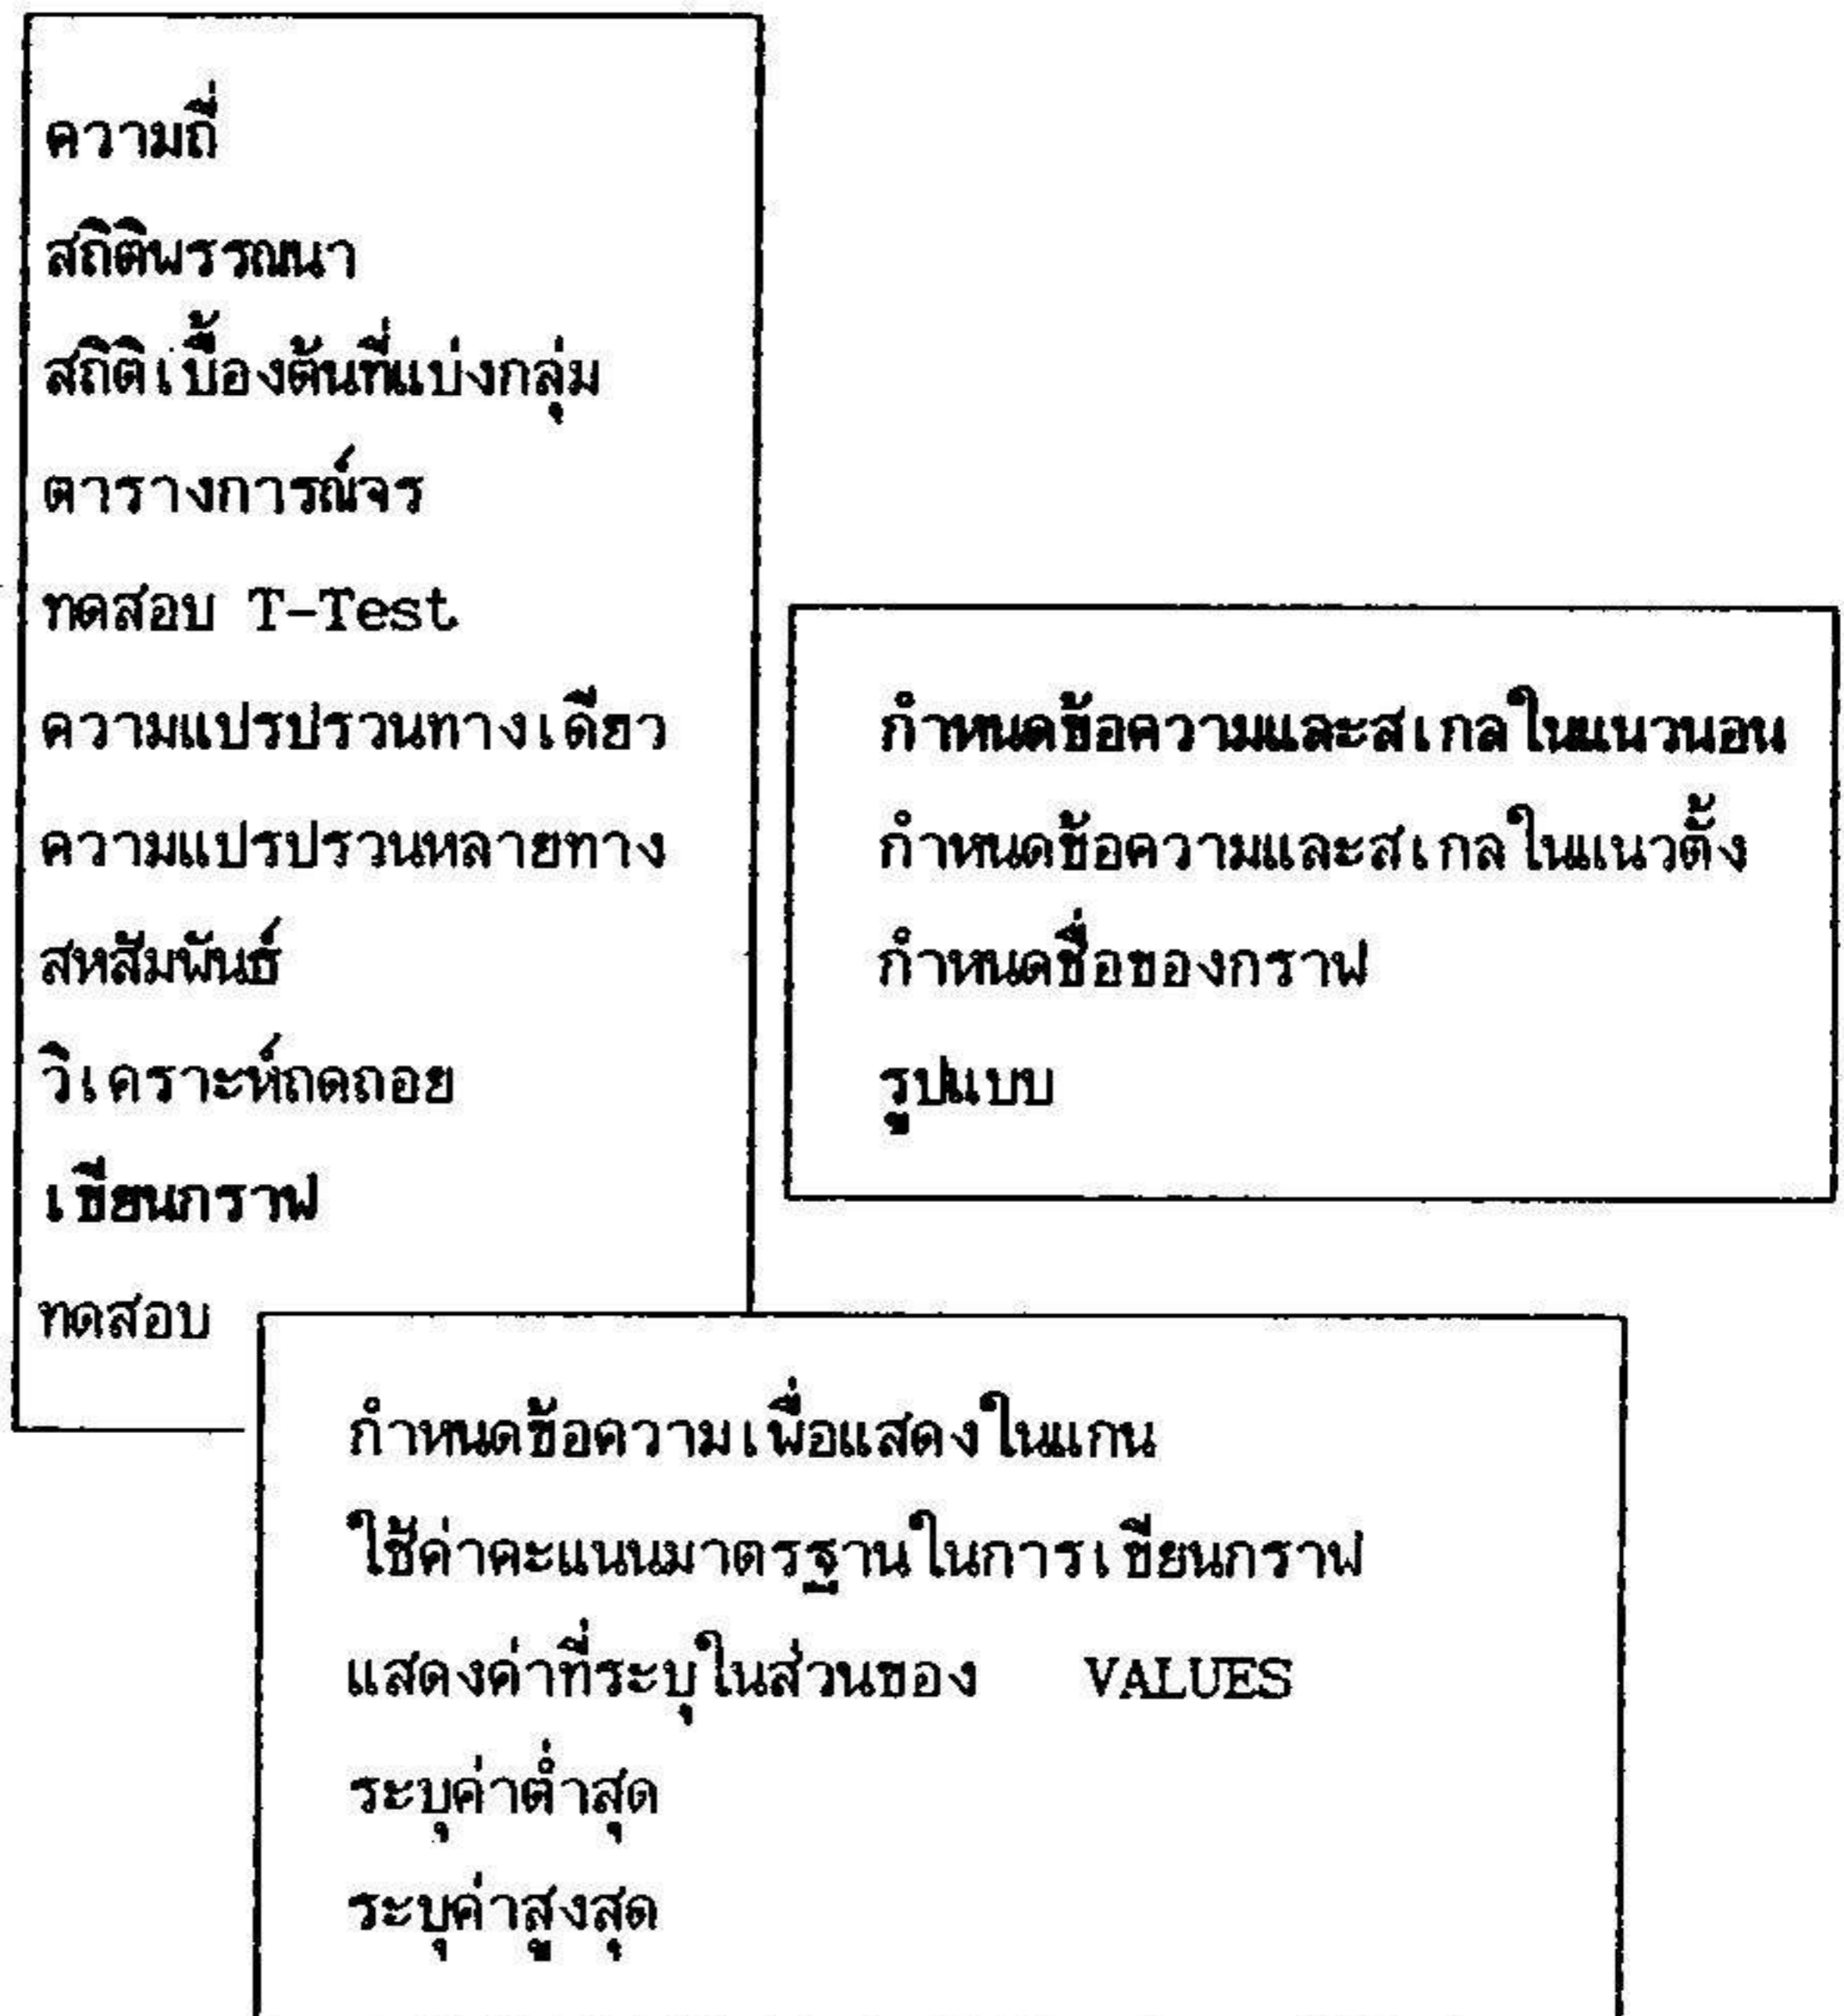 ความถี่
สถิติพรรณนา
สถิติเบื้องต้นที่แบ่งกลุ่ม
ตารางการณ์จร
ทดสอบ T-Test
ความแปรปรวนทางเดียว
ความแปรปรวนหลายทาง
สหสัมพันธ์
วิเคราะห์ถดถอย
เขียนกราฟ
ทดสอบ
กำหนดข้อความและสเกลในแนวนอน
กำหนดข้อความและสเกลในแนวตั้ง
กำหนดชื่อของกราฟ
รูปแบบ
กำหนดข้อความเพื่อแสดงในแกน
ใช้ค่าคะแนนมาตรฐานในการเขียนกราฟ
แสดงค่าที่ระบุในส่วนของ VALUES
ระบุค่าต่ำสุด
ระบุค่าสูงสุด